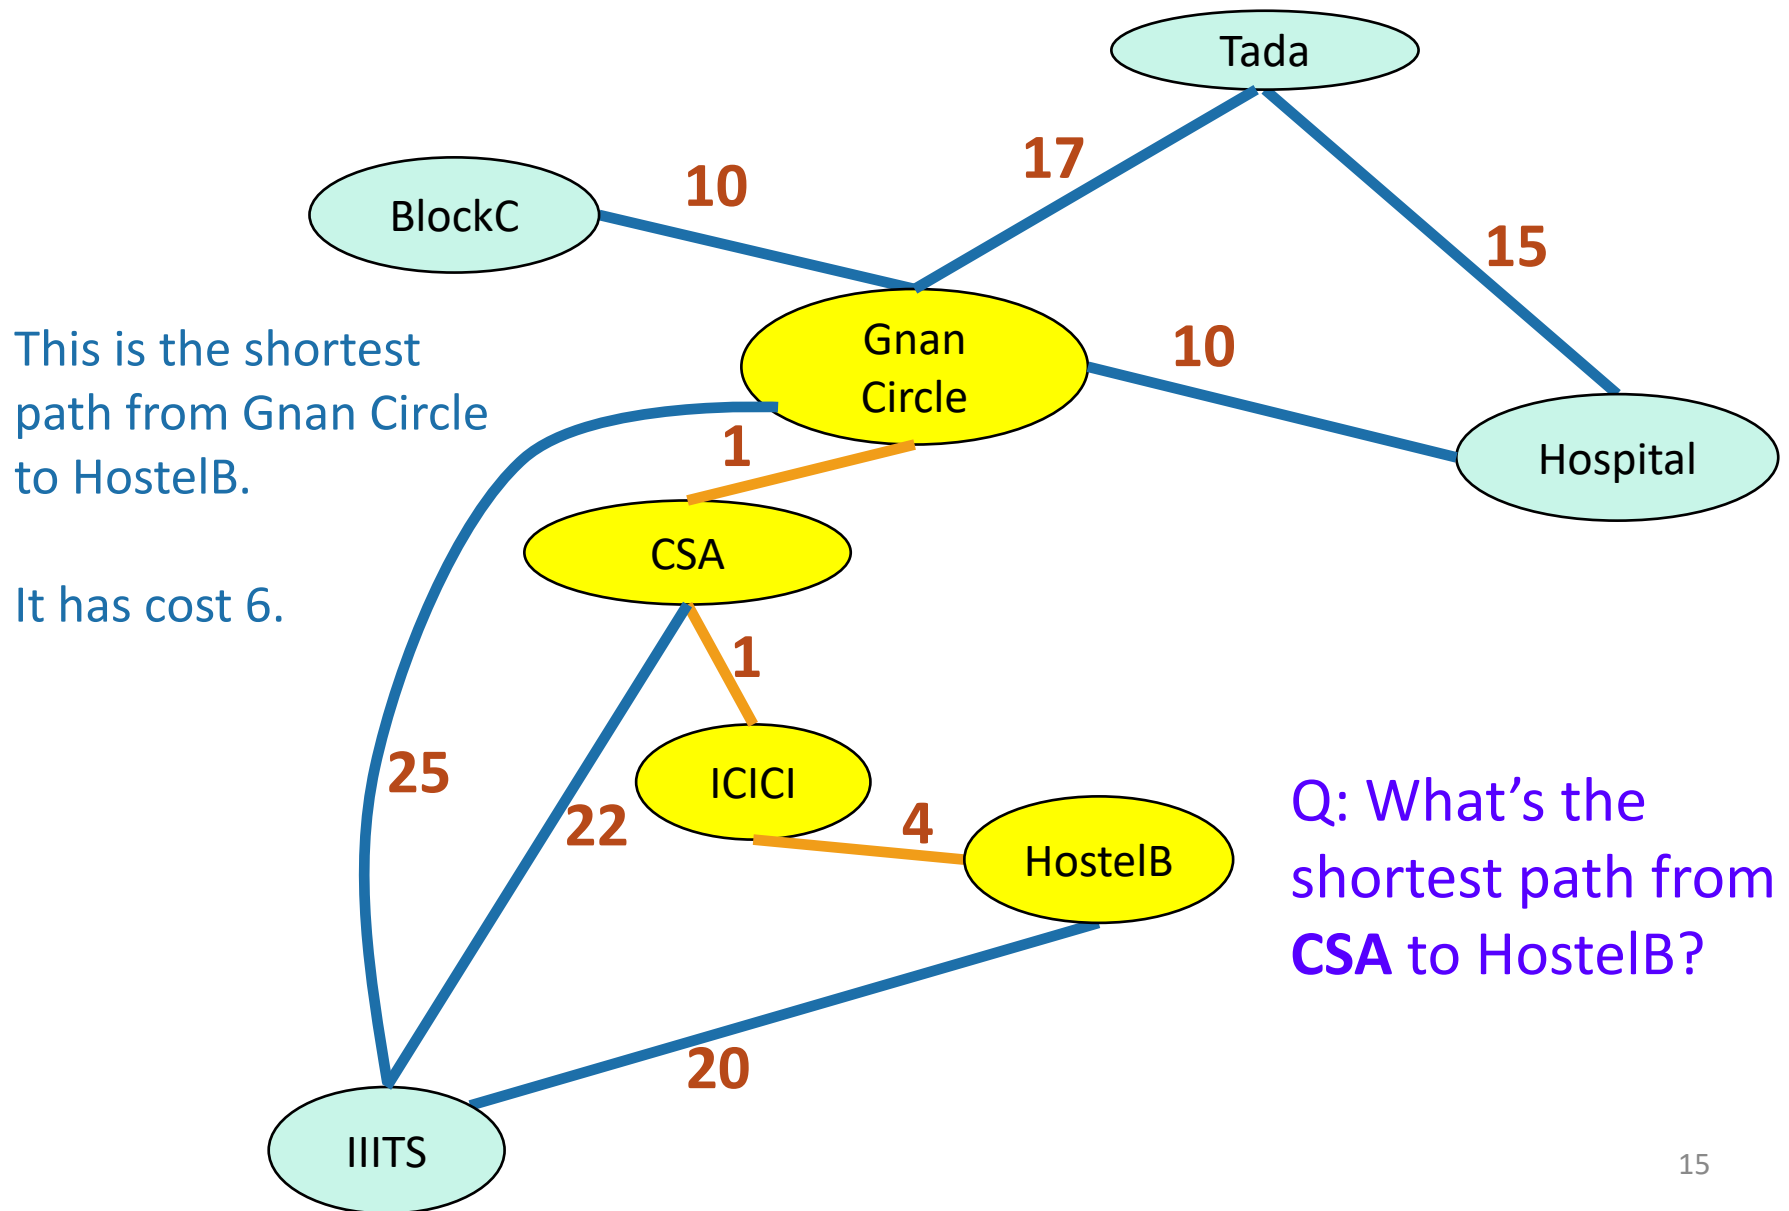 Tada
17
10
BlockC
15
This is the shortest
path from Gnan Circle
to HostelB.
Gnan
Circle
10
1
Hospital
CSA
It has cost 6.
1
25
ICICI
22
4
HostelB
Q: What’s the
shortest path from
CSA to HostelB?
20
IIITS
15